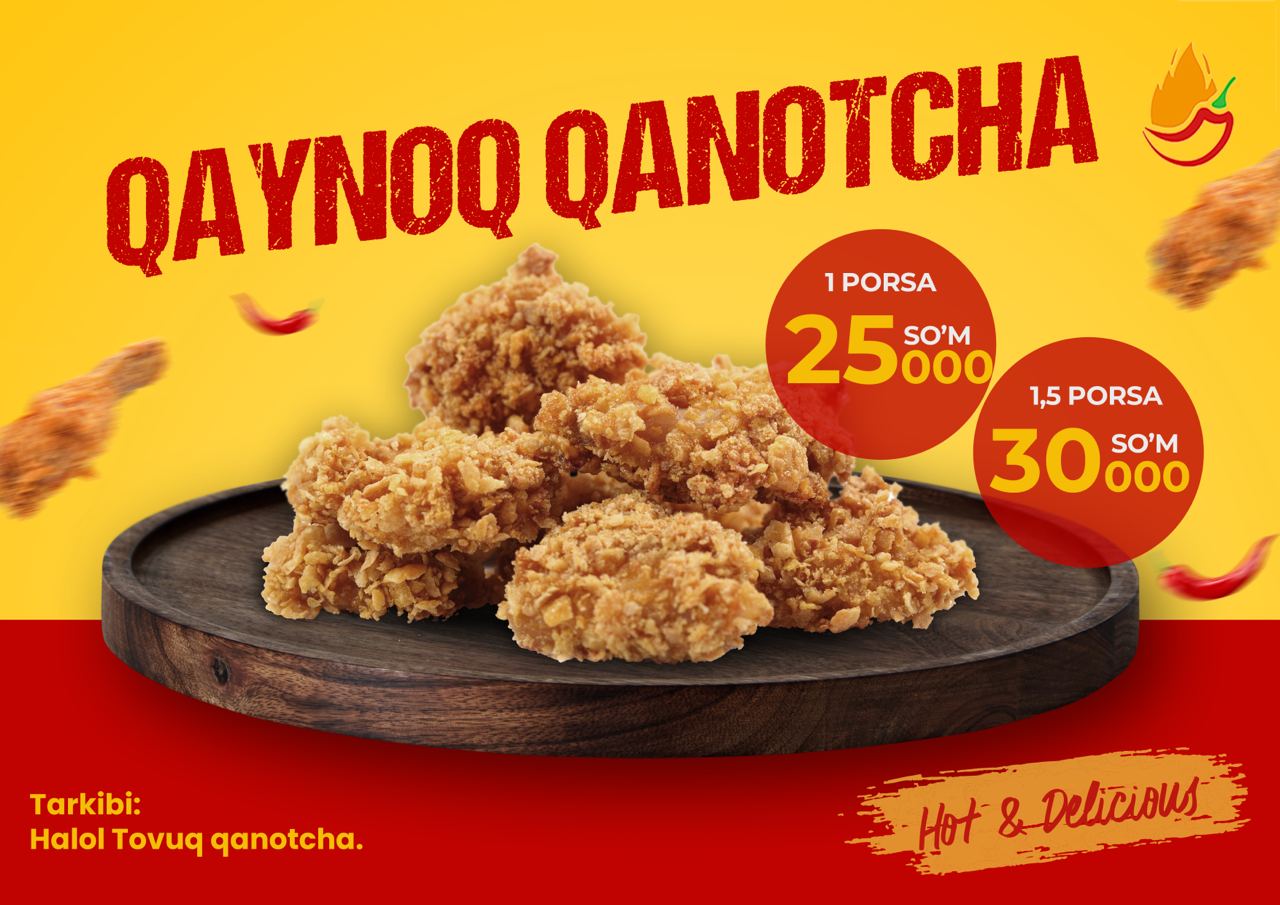 QAYNOQ QANOTCHA
1 PORSA
25 000 SO’M
1,5 PORSA
30 000 SO’M
Tarkibi:
Halol Tovuq qanotcha.
Hot & Delicious